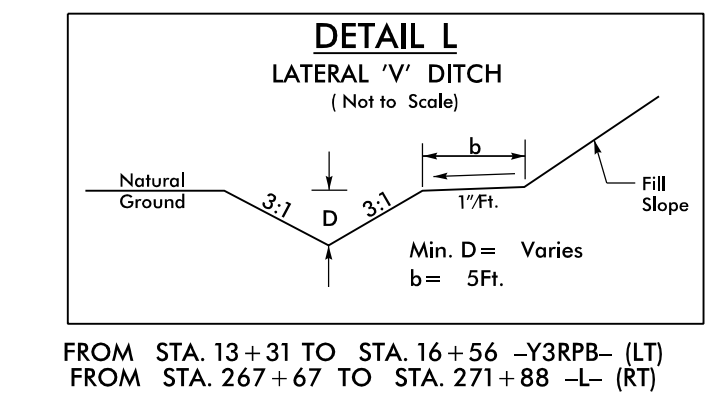 DETAIL L
LATERAL 'V' DITCH
( Not to Scale)
b
Natural
Ground
3:1
D
3:1
1"/Ft.
Fill
Slope
Min. D = Varies
b = 5Ft.
FROM STA. 13+31 TO STA. 16+56 –Y3RPB– (LT)
FROM STA. 267+67 TO STA. 271+88 –L– (RT)